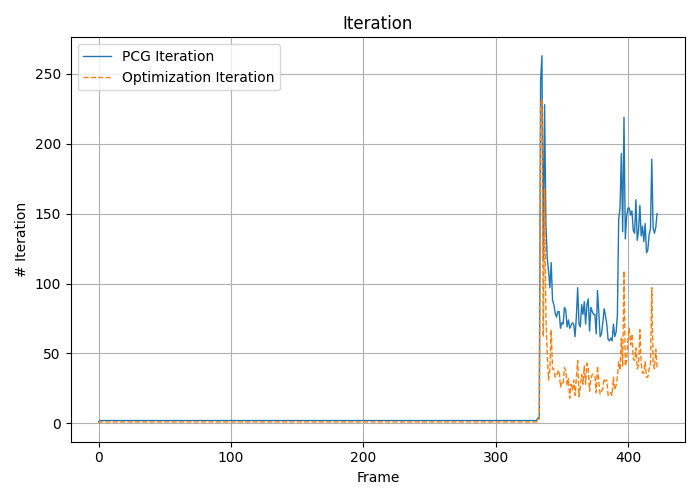 Iteration
PCG Iteration
Optimization Iteration
250
200
150
100
50
0
# Iteration
0 100 200 300 400
Frame